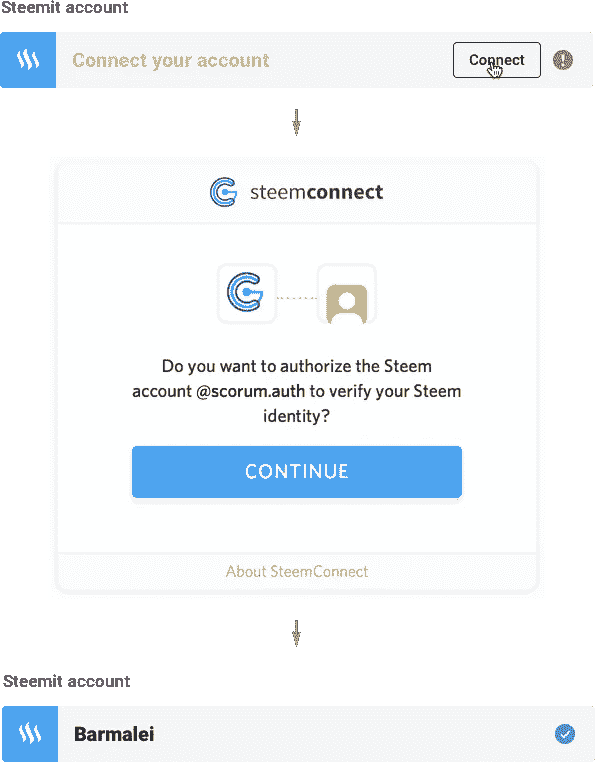 Steemit account
Connect your account
Connect
steemconnect
Do you want to authorize the Steem
account @scorum.auth to verify your Steem
identity?
CONTINUE
About SteemConnect
Steemit account
Barmalei